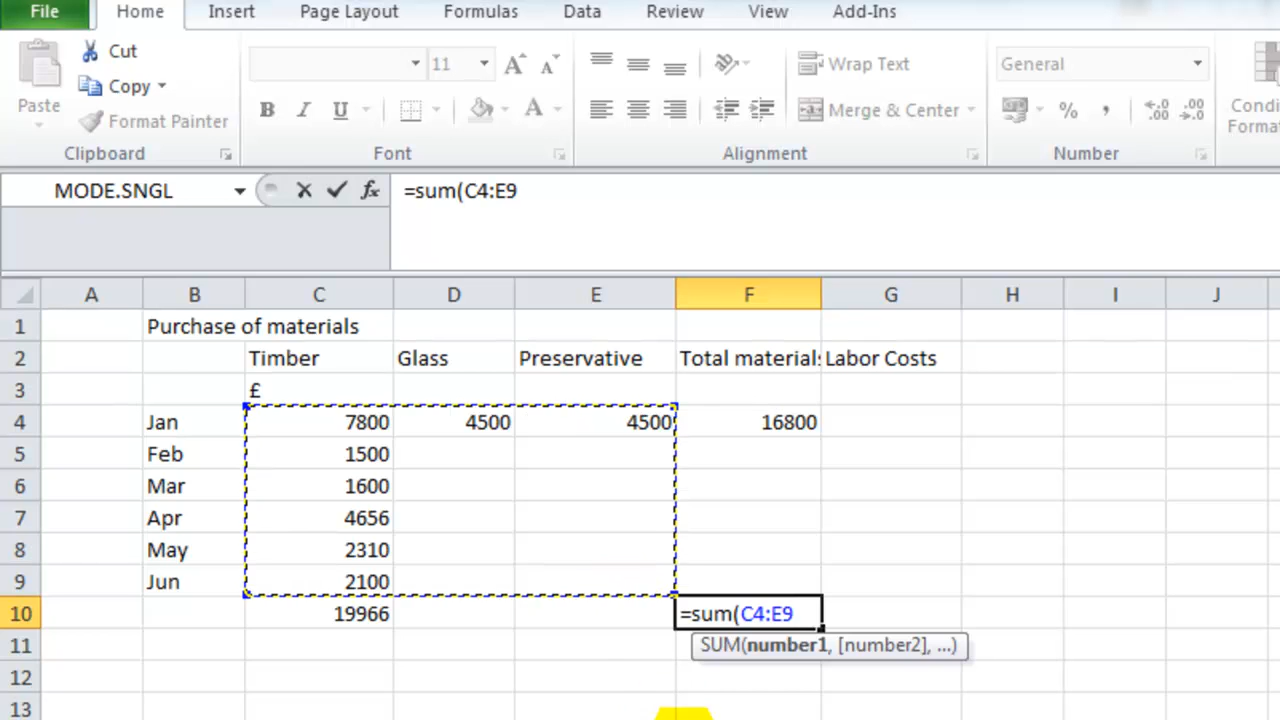 File Home Insert Page Layout Formulas Data Review View Add-Ins
Cut
Copy
Format Painter
Paste
Clipboard
11
B I U
Font
Wrap Text
Merge & Center
Alignment
General
% , .00 .00
Number
MODE.SNGL fx =sum(C4:E9
A B C D E F G H I J
1 Purchase of materials
2 Timber Glass Preservative Total materials Labor Costs
3 £
4 Jan 7800 4500 4500 16800
5 Feb 1500
6 Mar 1600
7 Apr 4656
8 May 2310
9 Jun 2100
10 19966 =sum(C4:E9
11 SUM(number1, [number2], ...)
12
13